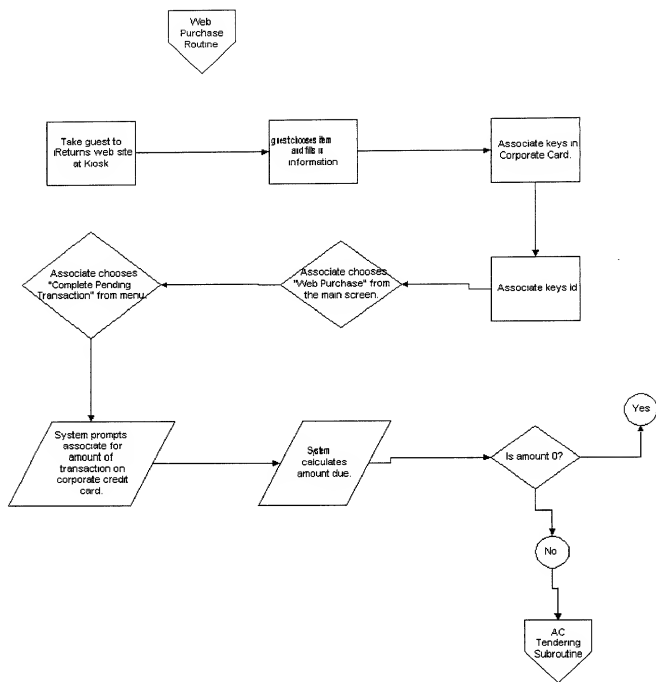 Web
Purchase
Routine
Take guest to
iReturns web site
at Kiosk
guest chooses item
and fills in
information
Associate keys in
Corporate Card.
Associate chooses
"Complete Pending
Transaction" from menu.
Associate chooses
"Web Purchase" from
the main screen.
Associate keys id
System prompts
associate for
amount of
transaction on
corporate credit
card.
System
calculates
amount due.
Is amount 0?
Yes
No
AC
Tendering
Subroutine